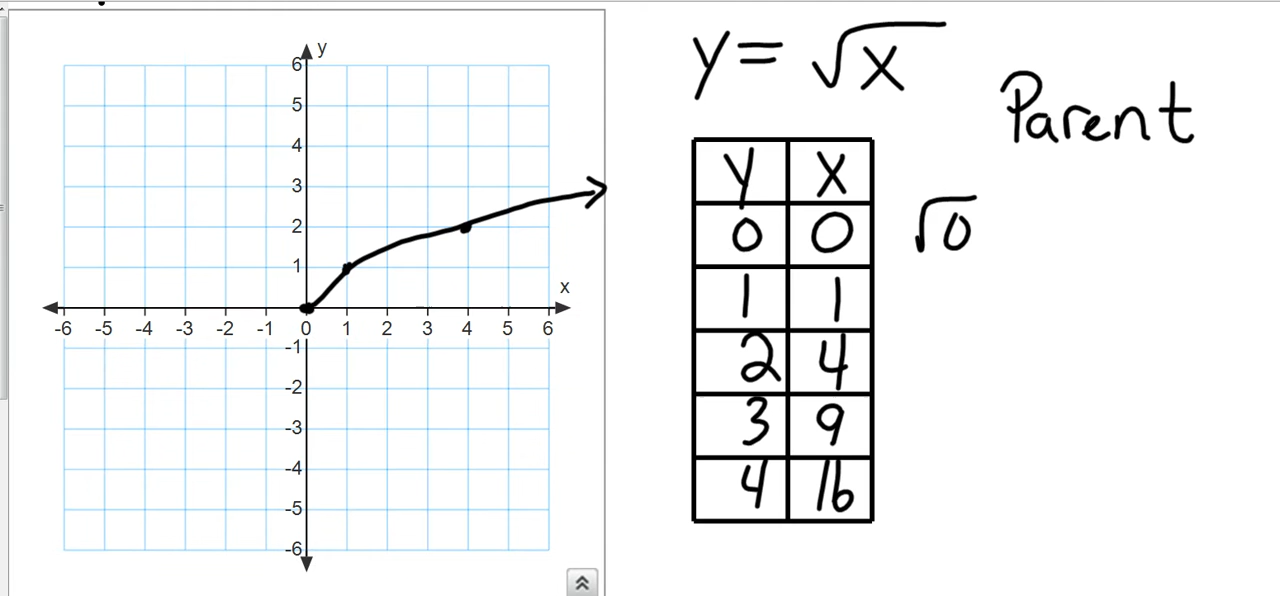 y
6
5
4
3
2
1
x
-6 -5 -4 -3 -2 -1 0 1 2 3 4 5 6
-1
-2
-3
-4
-5
-6
y = √x
Parent
y x
0 0 √0
1 1
2 4
3 9
4 16